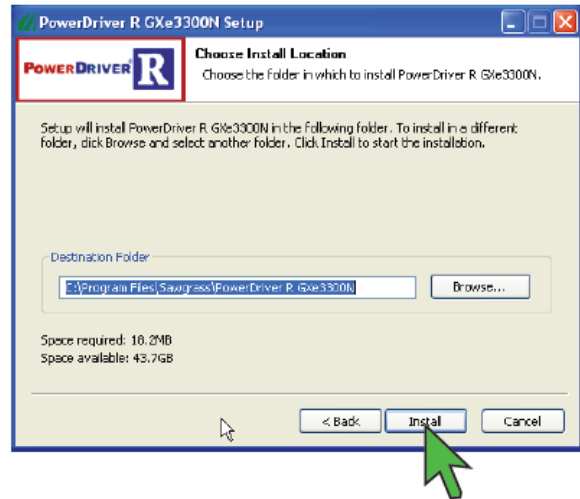 PowerDriver R GXe3300N Setup
POWERDRIVER R
Choose Install Location
Choose the folder in which to install PowerDriver R GXe3300N.
Setup will install PowerDriver R GXe3300N in the following folder. To install in a different
folder, click Browse and select another folder. Click Install to start the installation.
Destination Folder
C:\Program Files\Sawgrass\PowerDriver R GXe3300N
Browse...
Space required: 18.2MB
Space available: 43.7GB
< Back
Install
Cancel